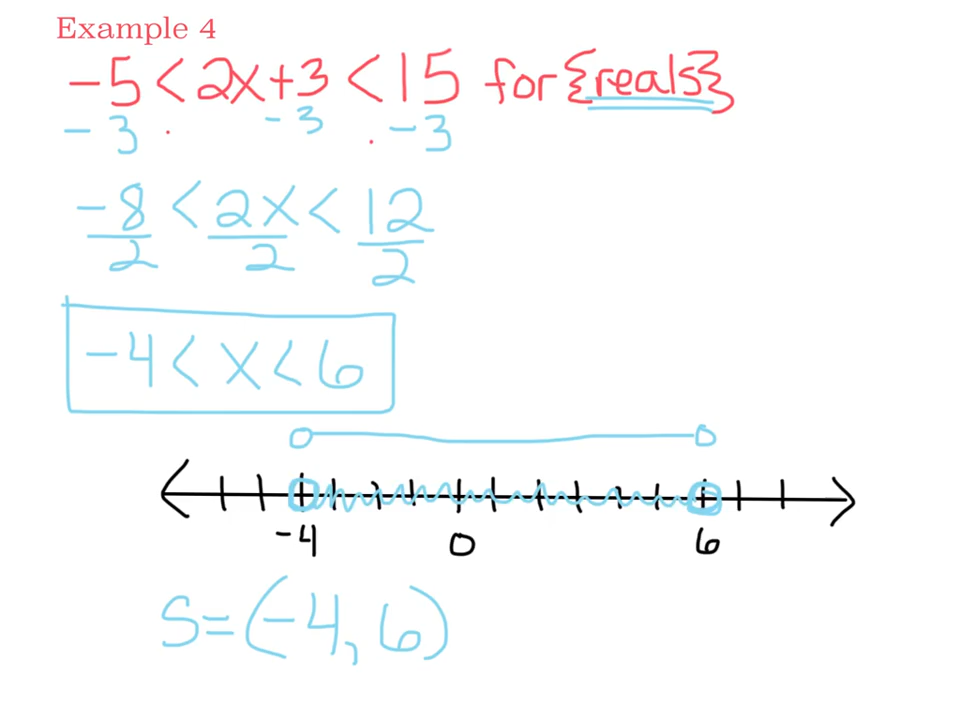 Example 4
-5 < 2x+3 < 15 for {reals}
-3 -3 -3
-8 < 2x < 12
2 2 2
-4 < x < 6
-4 0 6
S=(-4, 6)